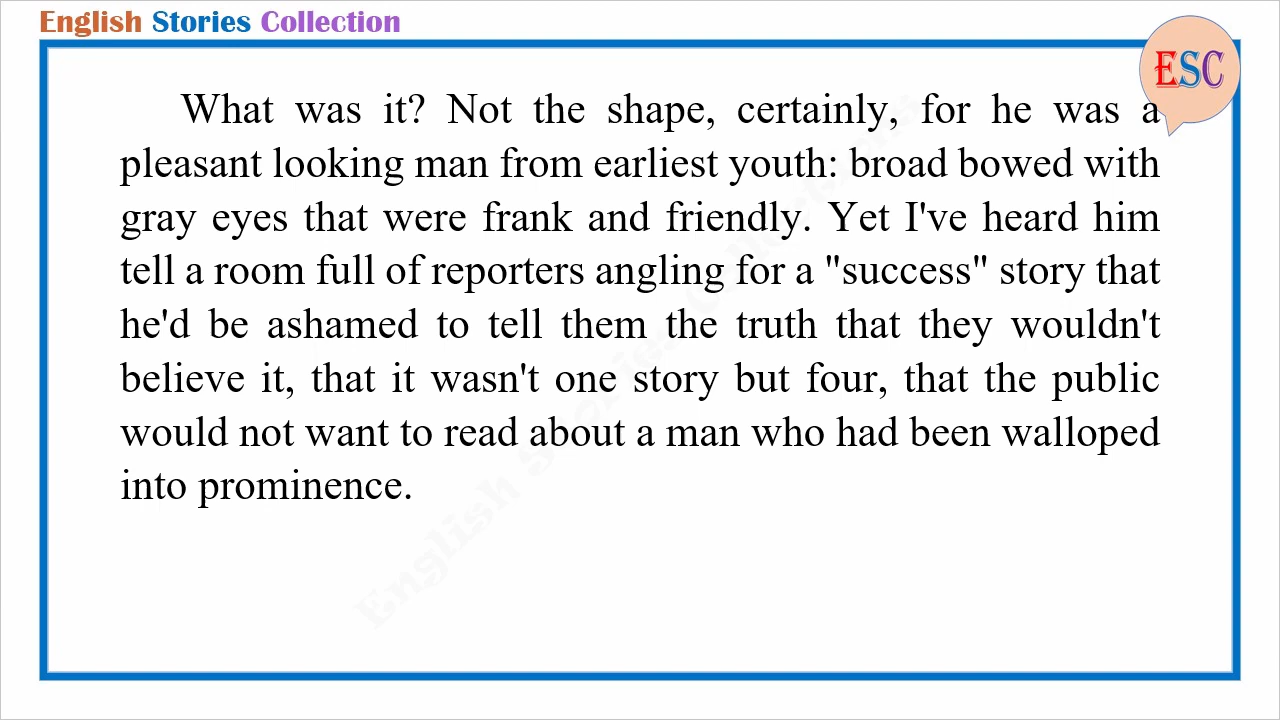 English Stories Collection
ESC
What was it? Not the shape, certainly, for he was a
pleasant looking man from earliest youth: broad bowed with
gray eyes that were frank and friendly. Yet I've heard him
tell a room full of reporters angling for a "success" story that
he'd be ashamed to tell them the truth that they wouldn't
believe it, that it wasn't one story but four, that the public
would not want to read about a man who had been walloped
into prominence.
English Stories Collections